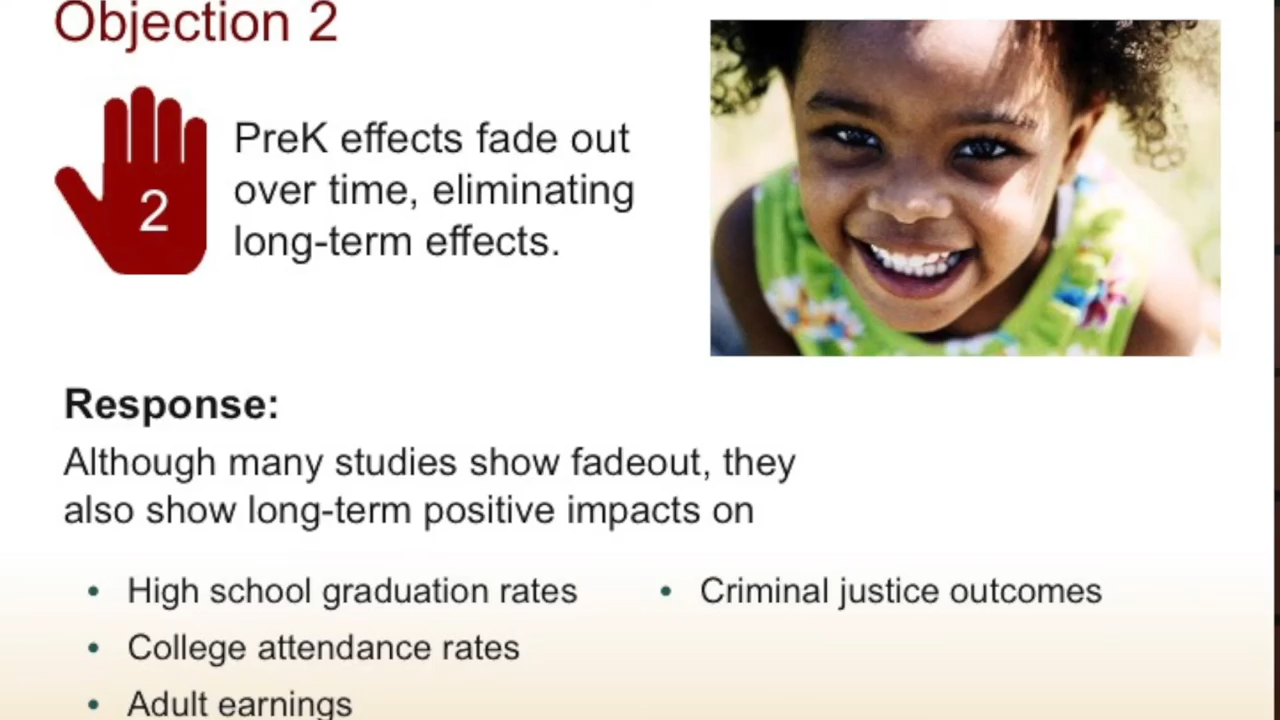 Objection 2
2
PreK effects fade out
over time, eliminating
long-term effects.
Response:
Although many studies show fadeout, they
also show long-term positive impacts on
• High school graduation rates
• College attendance rates
• Adult earnings
• Criminal justice outcomes